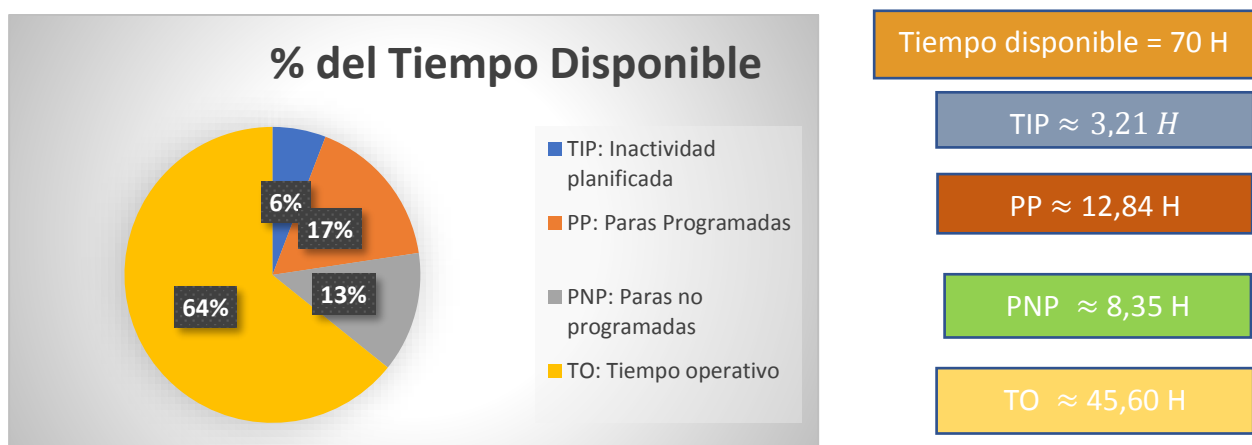 % del Tiempo Disponible
6%
17%
13%
64%
TIP: Inactividad
planificada
PP: Paras Programadas
PNP: Paras no
programadas
TO: Tiempo operativo
Tiempo disponible = 70 H
TIP ≈ 3,21 H
PP ≈ 12,84 H
PNP ≈ 8,35 H
TO ≈ 45,60 H